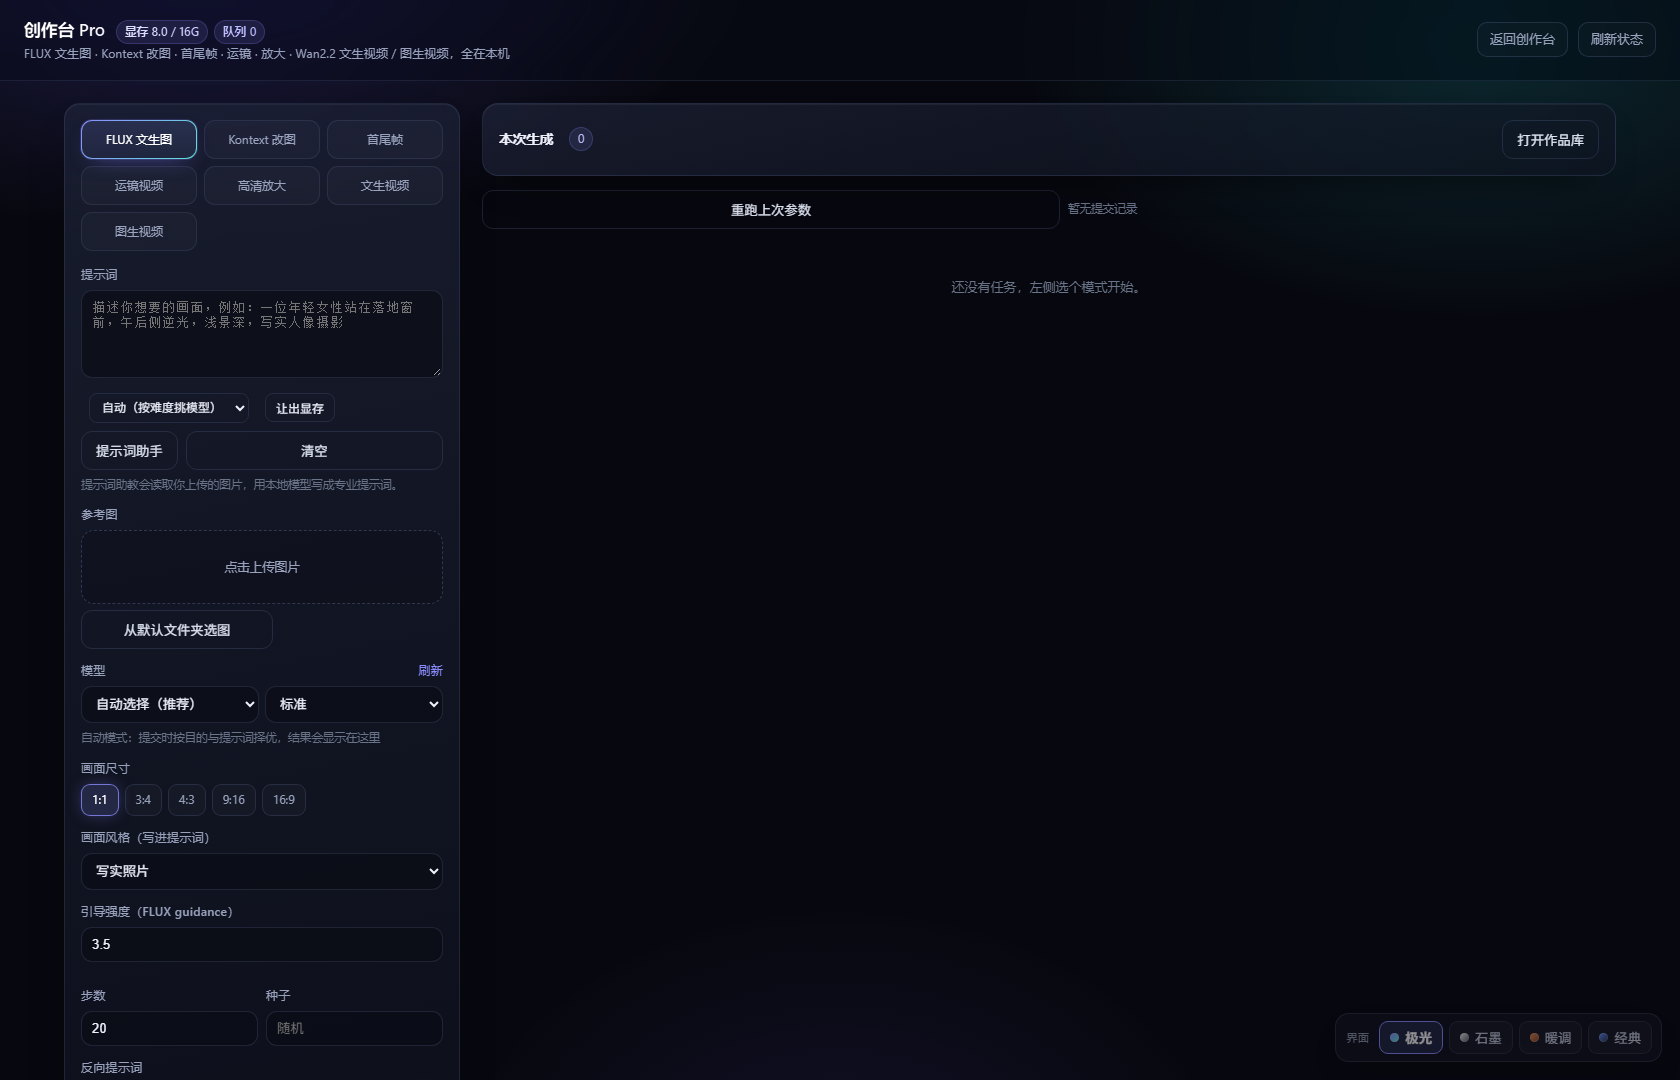 创作台 Pro
显存 8.0 / 16G
队列 0
FLUX 文生图 · Kontext 改图 · 首尾帧 · 运镜 · 放大 · Wan2.2 文生视频 / 图生视频，全在本机
返回创作台
刷新状态
FLUX 文生图
Kontext 改图
首尾帧
运镜视频
高清放大
文生视频
图生视频
提示词
描述你想要的画面，例如：一位年轻女性站在落地窗
前，午后侧逆光，浅景深，写实人像摄影
自动（按难度挑模型）
让出显存
提示词助手
清空
提示词助教会读取你上传的图片，用本地模型写成专业提示词。
参考图
点击上传图片
从默认文件夹选图
模型
刷新
自动选择（推荐）
标准
自动模式：提交时按目的与提示词择优，结果会显示在这里
画面尺寸
1:1
3:4
4:3
9:16
16:9
画面风格（写进提示词）
写实照片
引导强度（FLUX guidance）
3.5
步数
种子
20
随机
反向提示词
本次生成
0
打开作品库
重跑上次参数
暂无提交记录
还没有任务，左侧选个模式开始。
界面
极光
石墨
暖调
经典